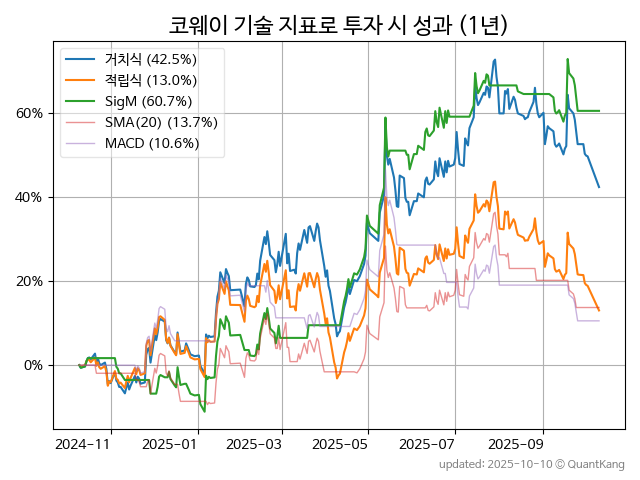 코웨이 기술 지표로 투자 시 성과 (1년)
거치식 (42.5%)
적립식 (13.0%)
SigM (60.7%)
SMA(20) (13.7%)
MACD (10.6%)
60%
40%
20%
0%
2024-11 2025-01 2025-03 2025-05 2025-07 2025-09
updated: 2025-10-10 © QuantKang